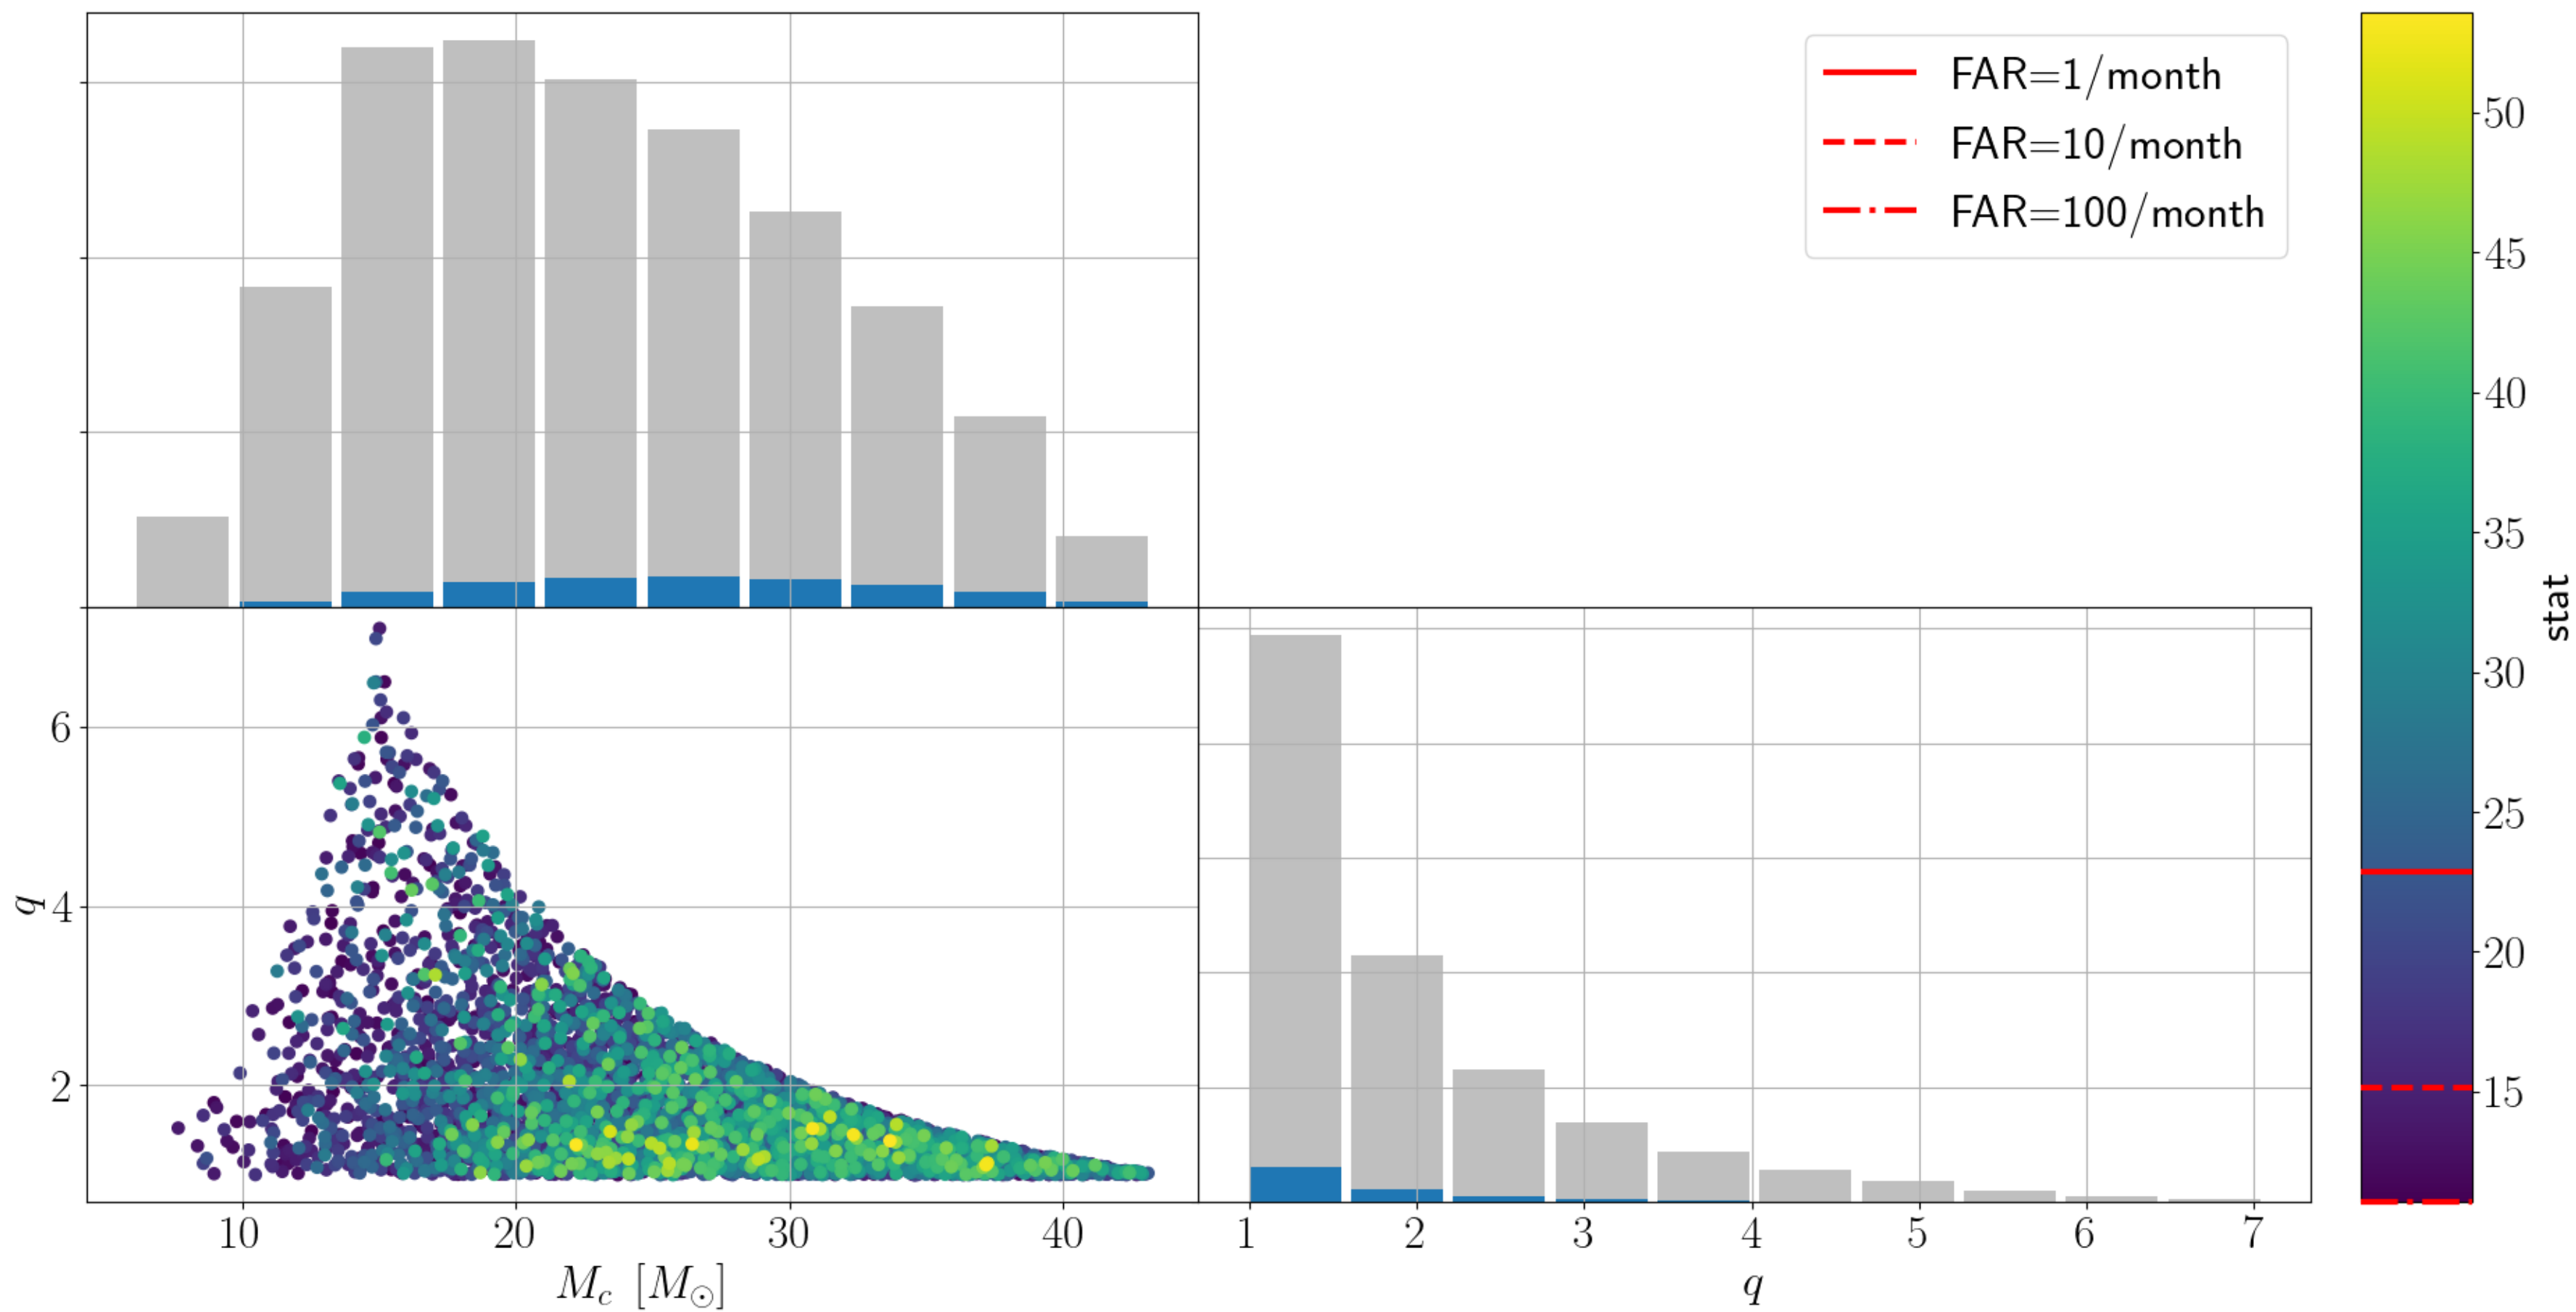 FAR=1/month
FAR=10/month
FAR=100/month
50
45
40
35
30
25
20
15
stat
6
4
2
q
10 20 30 40
M_c [M_⊙]
1 2 3 4 5 6 7
q